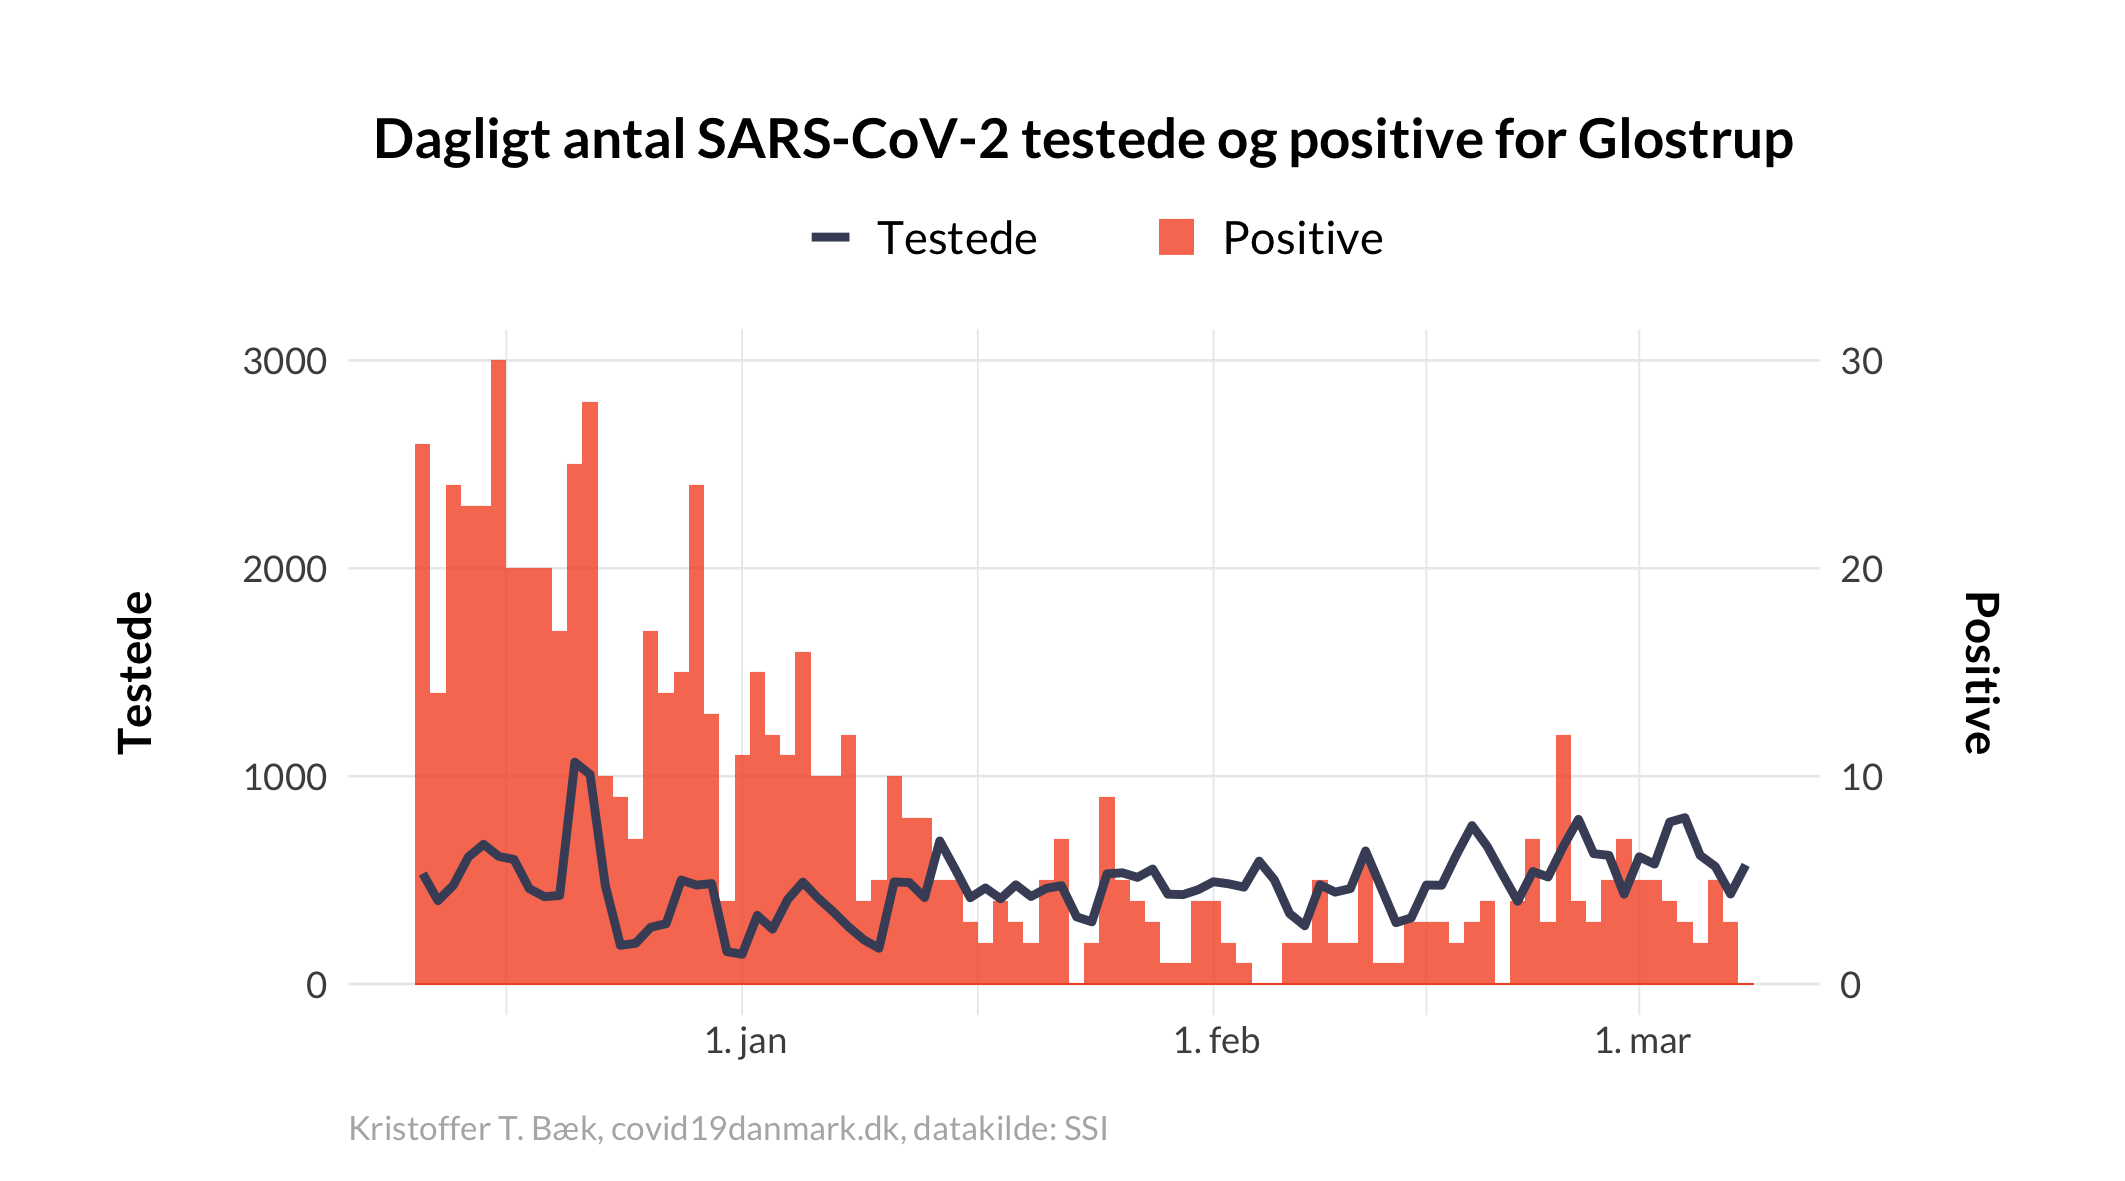 Dagligt antal SARS-CoV-2 testede og positive for Glostrup
Testede Positive
3000 30
2000 20
Testede
Positive
1000 10
0 0
1. jan 1. feb 1. mar
Kristoffer T. Bæk, covid19danmark.dk, datakilde: SSI